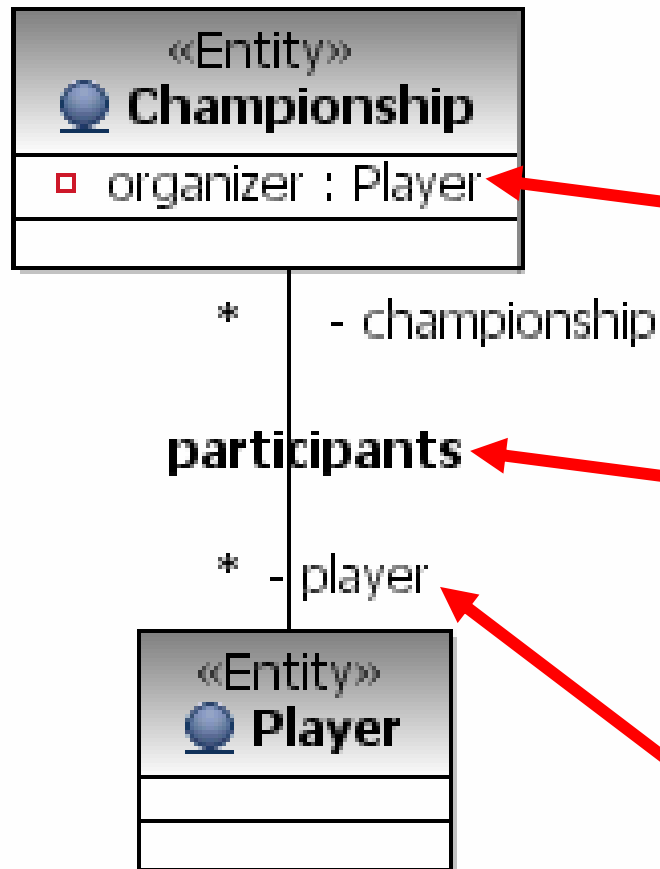 «Entity»
Championship
organizer : Player
* - championship
participants
* - player
«Entity»
Player